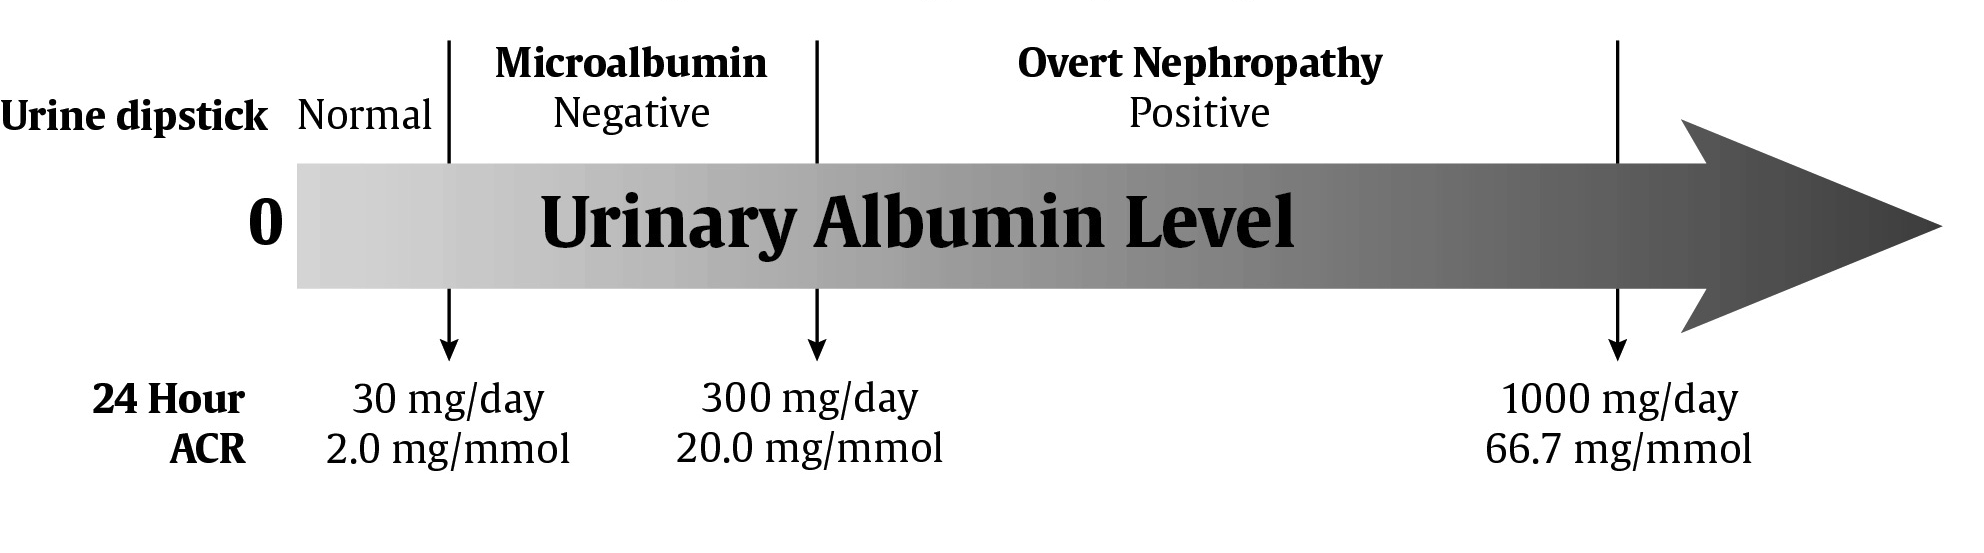 Microalbumin
Overt Nephropathy
Urine dipstick Normal Negative Positive
0 Urinary Albumin Level
24 Hour 30 mg/day 300 mg/day 1000 mg/day
ACR 2.0 mg/mmol 20.0 mg/mmol 66.7 mg/mmol